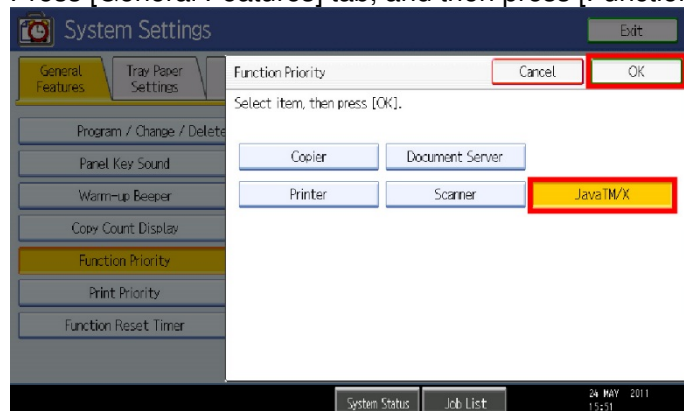 Press [General Features] tab, and then press [Function
System Settings
Exit
General Features
Tray Paper Settings
Function Priority
Cancel
OK
Select item, then press [OK].
Program / Change / Delete
Panel Key Sound
Warm-up Beeper
Copy Count Display
Function Priority
Print Priority
Function Reset Timer
Copier
Document Server
Printer
Scanner
JavaTM/X
System Status
Job List
24 MAY 2011
15:51